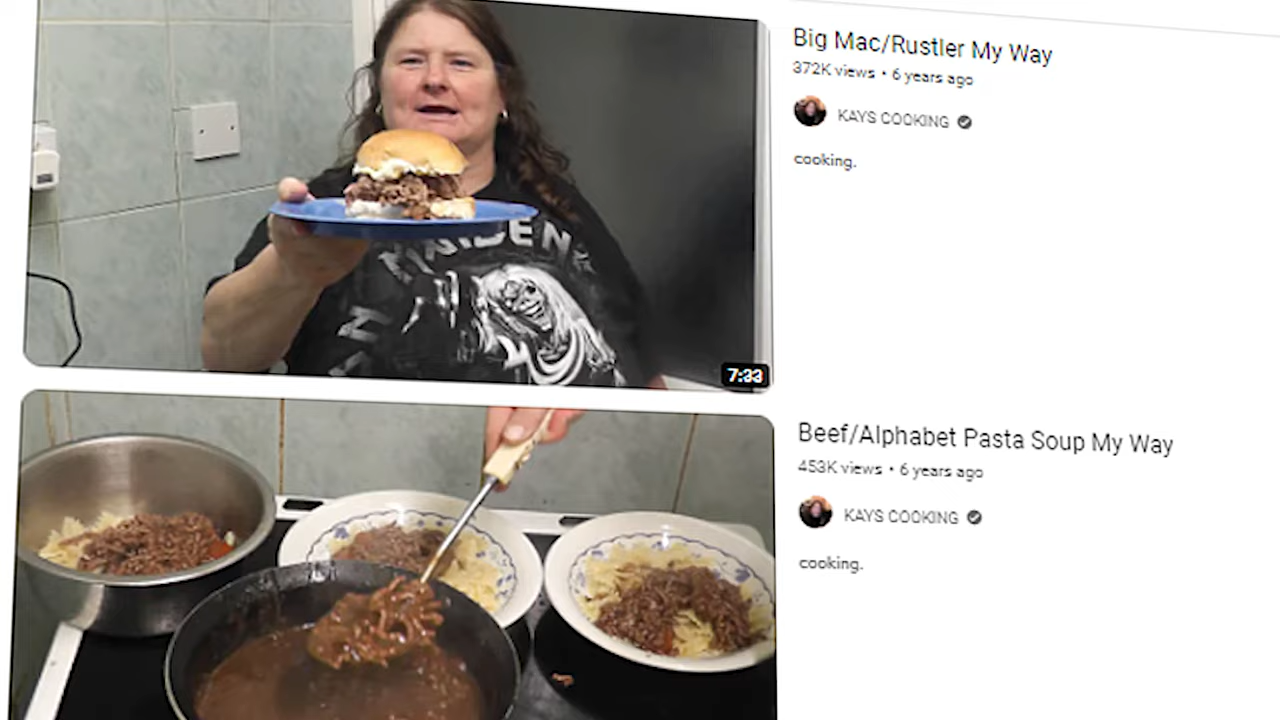 Big Mac/Rustler My Way
372K views • 6 years ago
KAYS COOKING
cooking.
MAIDEN
7:33
Beef/Alphabet Pasta Soup My Way
453K views • 6 years ago
KAYS COOKING
cooking.